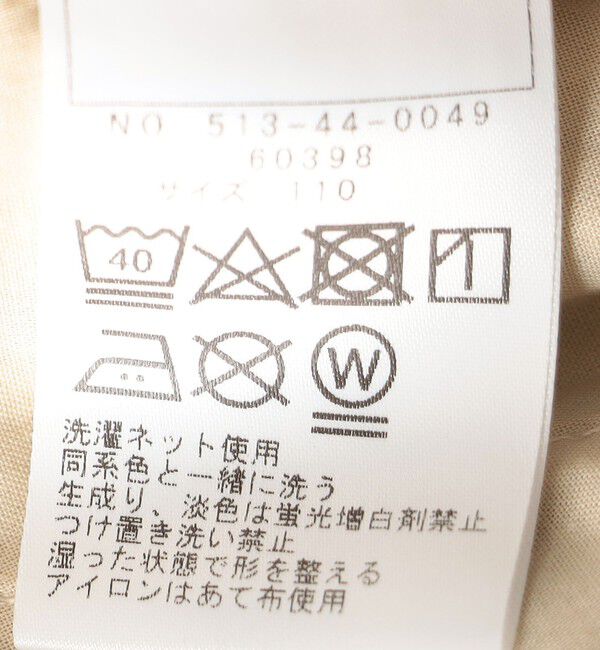 NO 513-44-0049
60398
サイズ 110
40
W
洗濯ネット使用
同系色と一緒に洗う
生成り、淡色は蛍光増白剤禁止
つけ置き洗い禁止
湿った状態で形を整える
アイロンはあて布使用